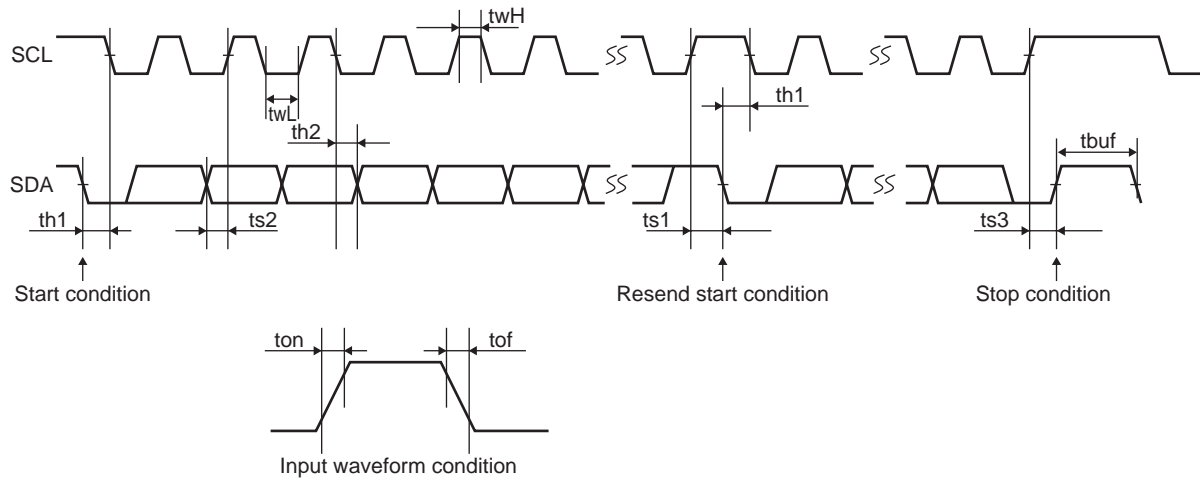 twH
SCL
twL
th1
th2
tbuf
SDA
th1
ts2
ts1
ts3
Start condition
Resend start condition
Stop condition
ton
tof
Input waveform condition